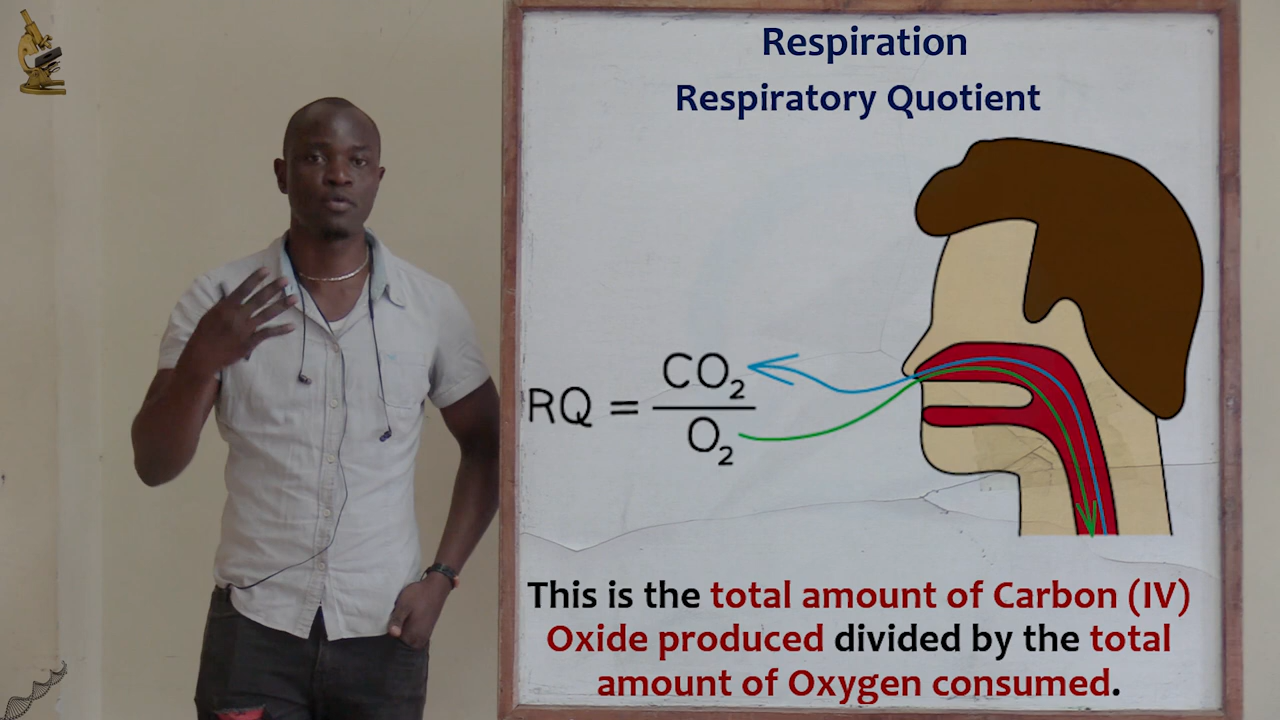 Respiration
Respiratory Quotient
RQ = CO₂
O₂
This is the total amount of Carbon (IV)
Oxide produced divided by the total
amount of Oxygen consumed.